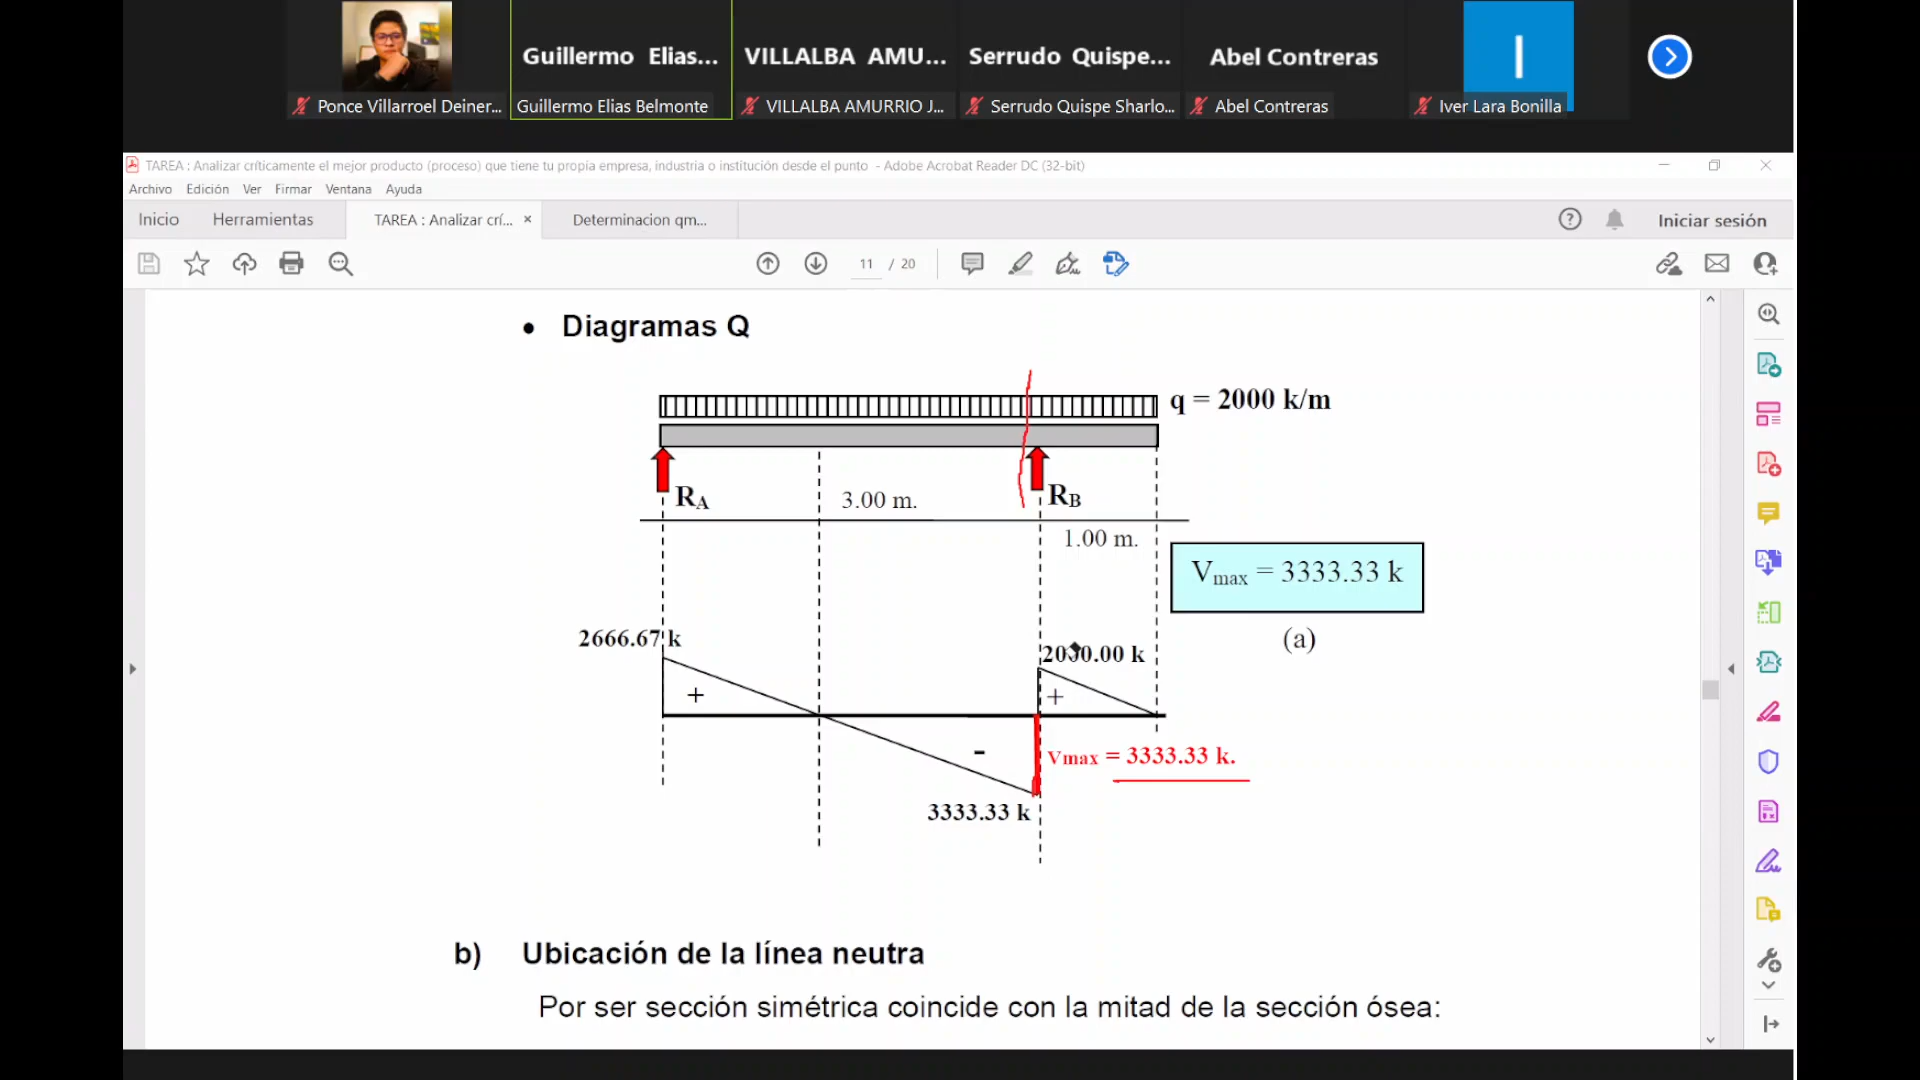 Guillermo Elias...
VILLALBA AMU...
Serrudo Quispe...
Abel Contreras
I
Ponce Villarroel Deiner...
Guillermo Elias Belmonte
VILLALBA AMURRIO J...
Serrudo Quispe Sharlo...
Abel Contreras
Iver Lara Bonilla
TAREA : Analizar críticamente el mejor producto (proceso) que tiene tu propia empresa, industria o institución desde el punto - Adobe Acrobat Reader DC (32-bit)
Archivo Edición Ver Firmar Ventana Ayuda
Inicio Herramientas TAREA : Analizar crí... × Determinacion qm... Iniciar sesión
11 / 20
• Diagramas Q
q = 2000 k/m
RA 3.00 m. RB
1.00 m.
Vmax = 3333.33 k
(a)
2666.67 k
2000.00 k
+ +
-
Vmax = 3333.33 k.
3333.33 k
b) Ubicación de la línea neutra
Por ser sección simétrica coincide con la mitad de la sección ósea: